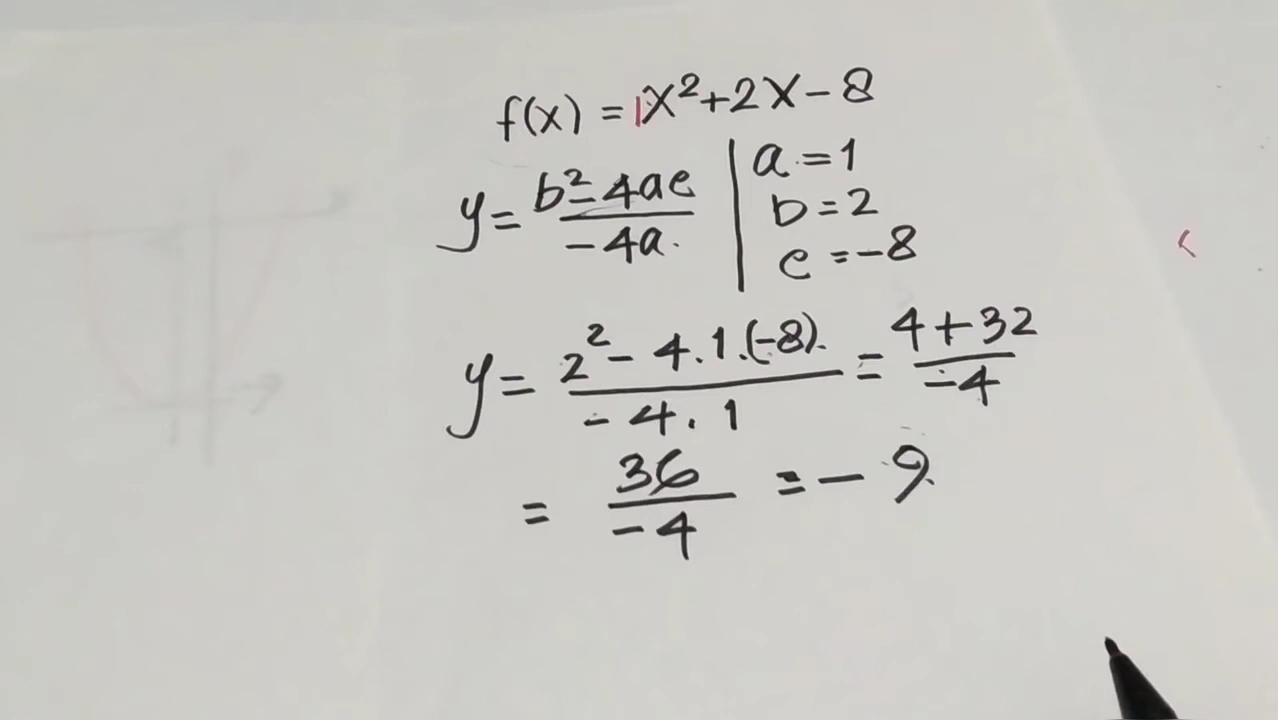 f(x) = 1x²+2x-8
y = (b²-4ac)/(-4a) | a = 1
b = 2
c = -8
y = (2²-4.1.(-8))/(-4.1) = (4+32)/(-4)
= 36/(-4) = -9